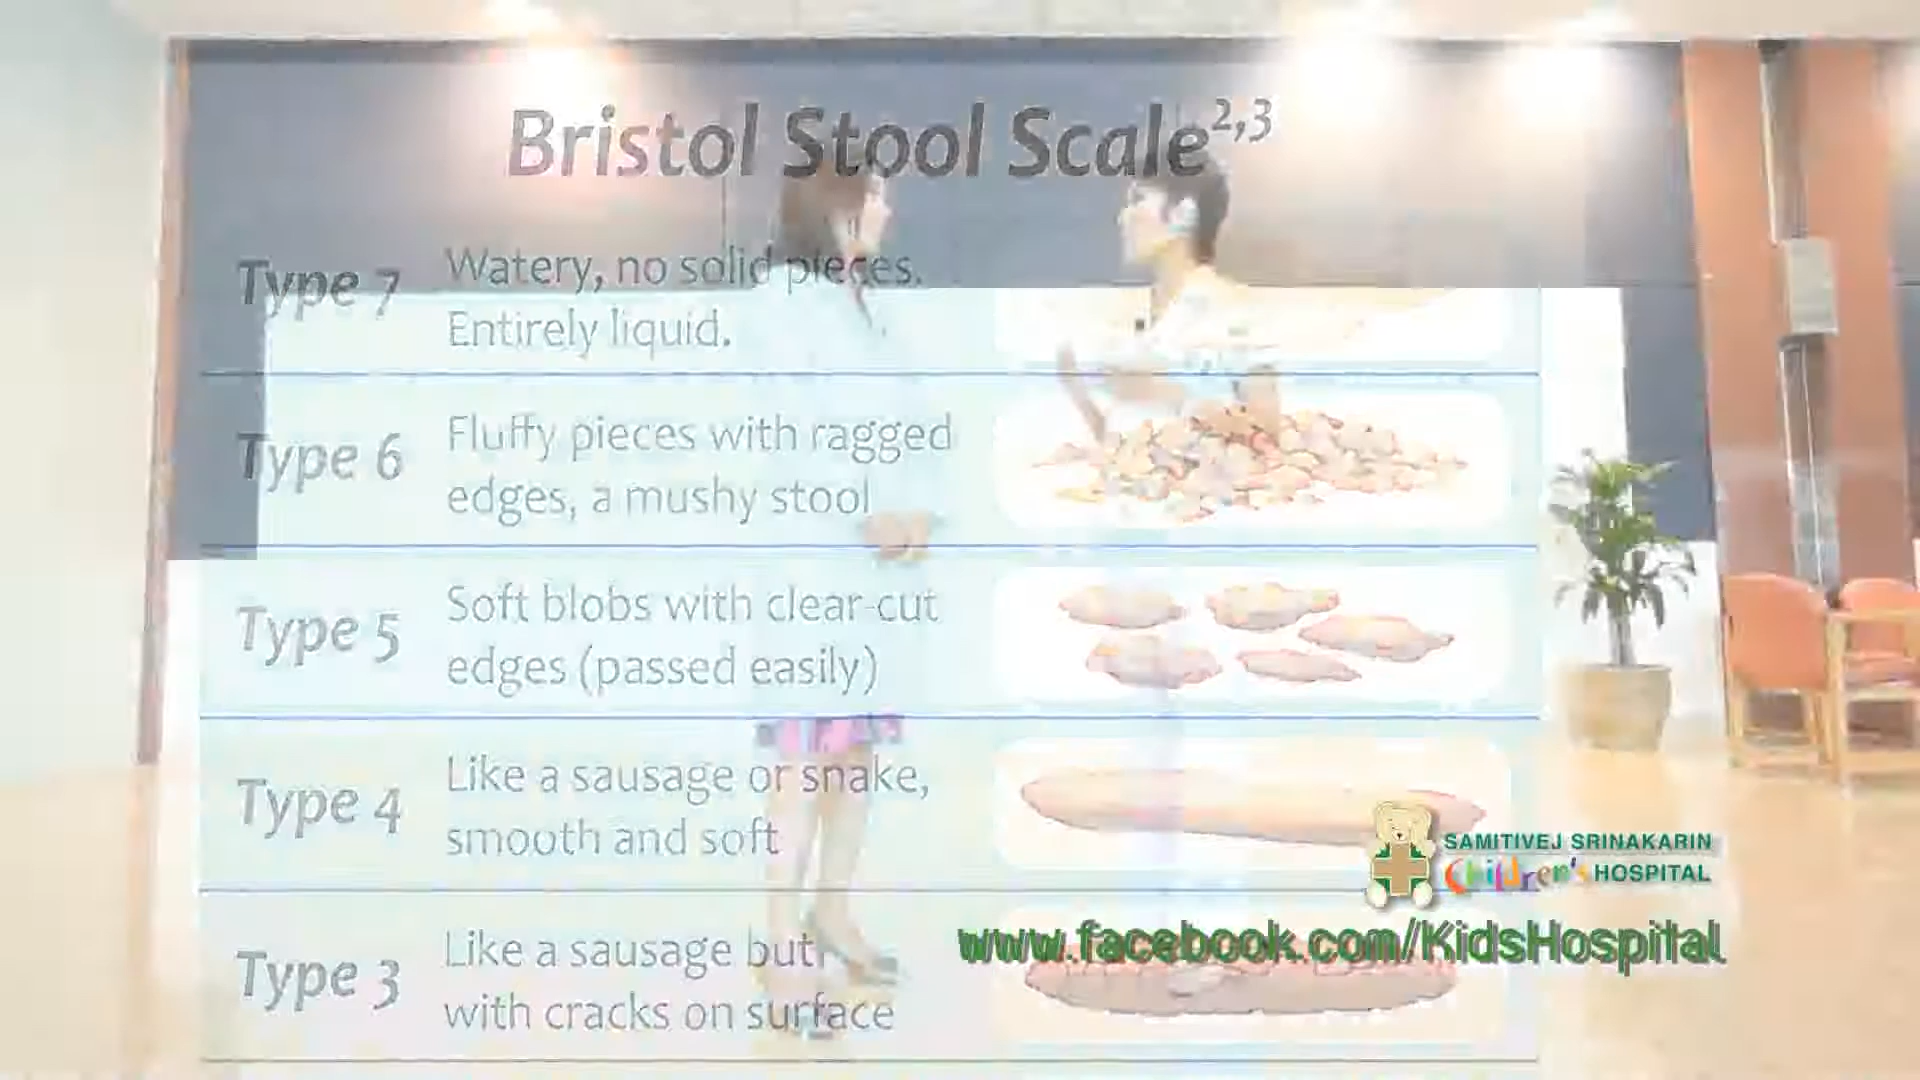 Bristol Stool Scale2,3
Type 7
Watery, no solid pieces.
Entirely liquid.
Type 6
Fluffy pieces with ragged
edges, a mushy stool
Type 5
Soft blobs with clear-cut
edges (passed easily)
Type 4
Like a sausage or snake,
smooth and soft
SAMITIVEJ SRINAKARIN
Children's HOSPITAL
www.facebook.com/KidsHospital
Type 3
Like a sausage but
with cracks on surface